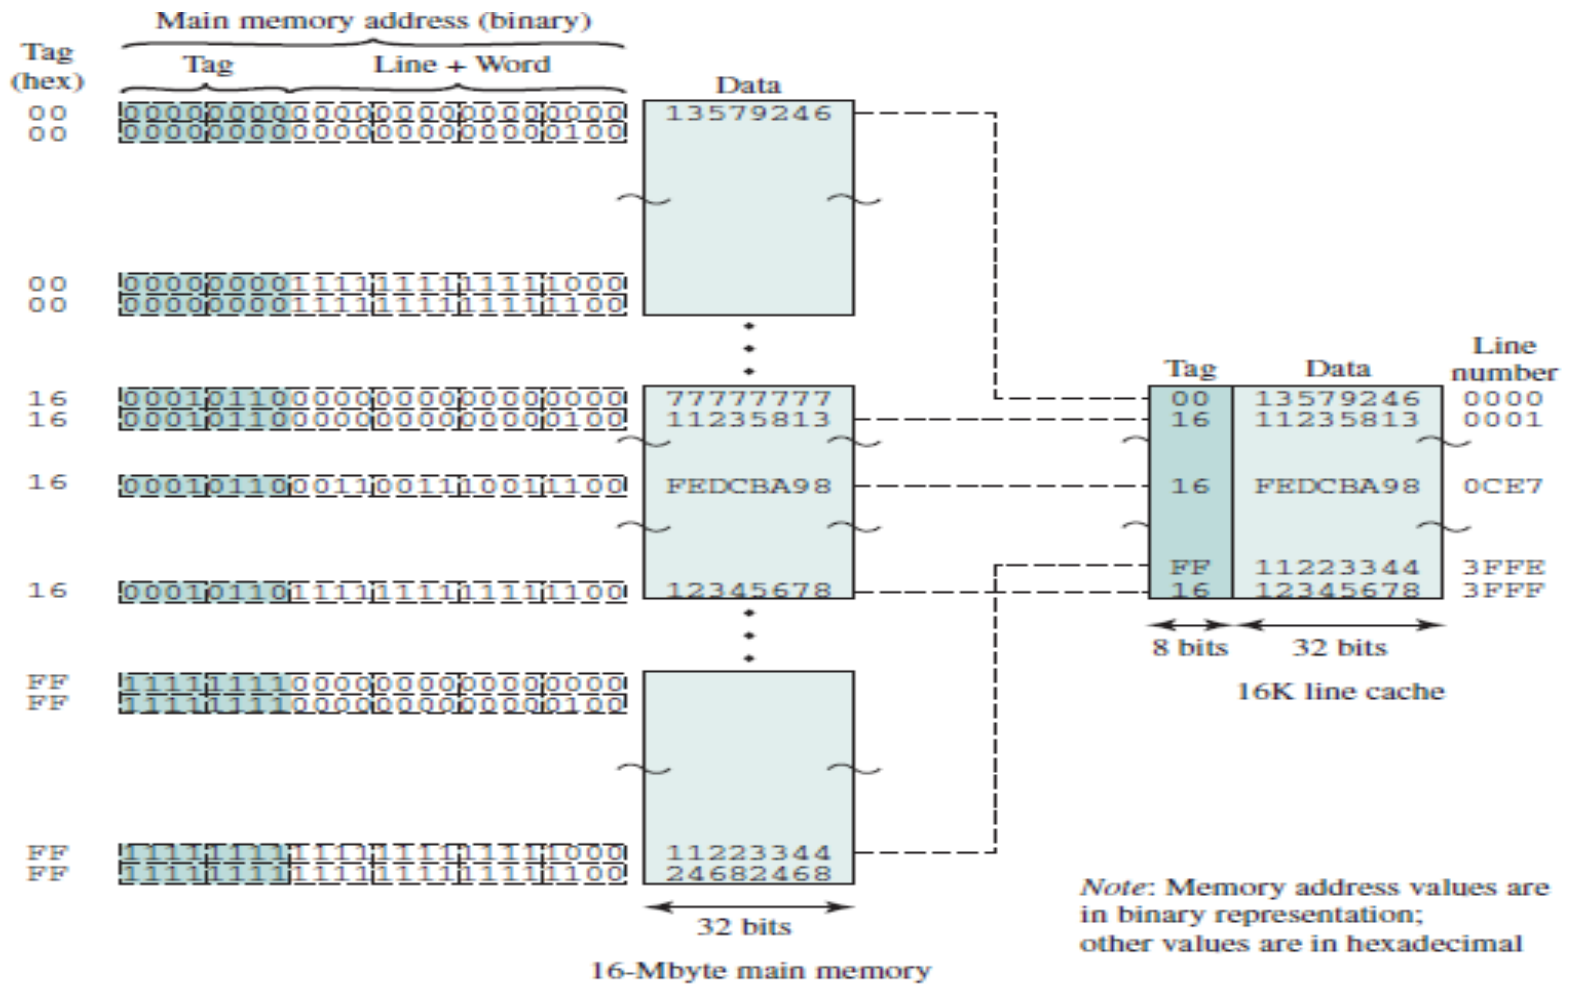 Main memory address (binary)
Tag (hex)
Tag
Line + Word
Data
00 000000000000000000000000 13579246
00 000000000000000000000100
00 000000001111111111111000
00 000000001111111111111100
Tag Data Line number
16 000101100000000000000000 77777777 00 13579246 0000
16 000101100000000000000100 11235813 16 11235813 0001
16 000101100011001110011100 FEDCBA98 16 FEDCBA98 0CE7
FF 11223344 3FFE
16 000101101111111111111100 12345678 16 12345678 3FFF
8 bits 32 bits
16K line cache
FF 111111110000000000000000
FF 111111110000000000000100
FF 111111111111111111111000 11223344
FF 111111111111111111111100 24682468
32 bits
16-Mbyte main memory
Note: Memory address values are
in binary representation;
other values are in hexadecimal